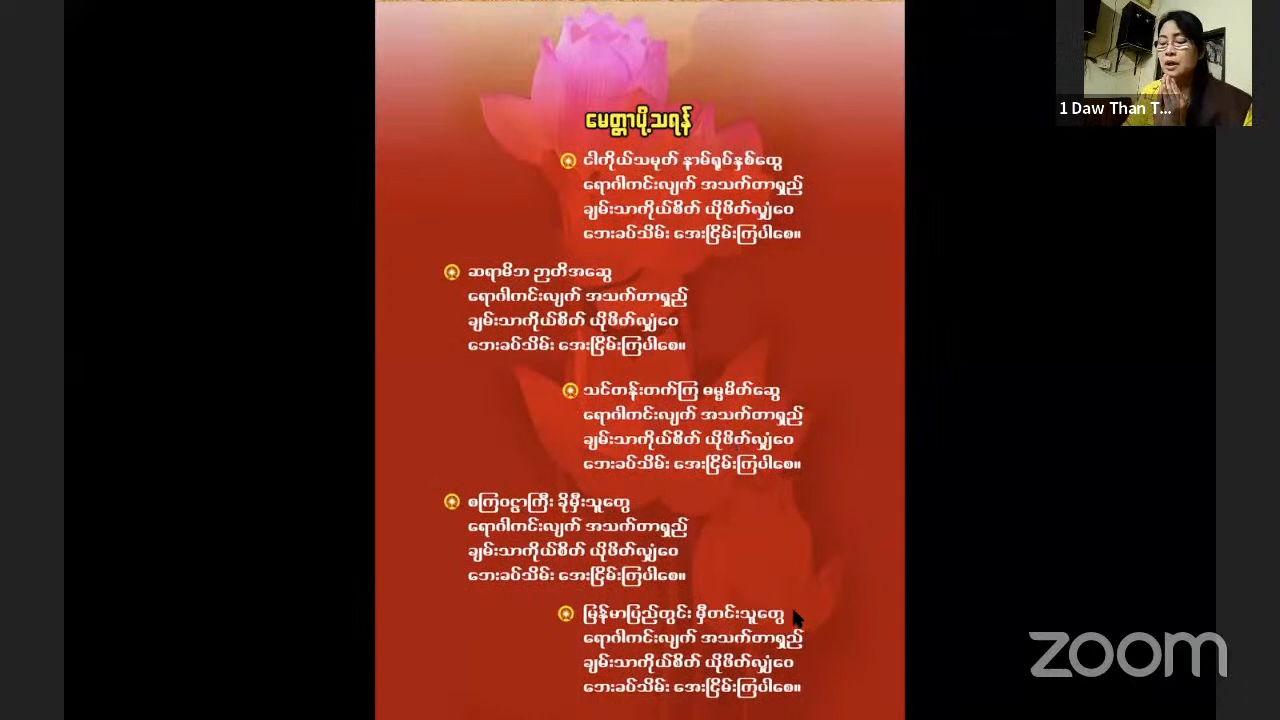 မေတ္တာပို့သရန်
ငါကိုယ်သမုတ် နာမ်ရုပ်နှစ်ထွေ
ရောဂါကင်းလျက် အသက်တာရှည်
ချမ်းသာကိုယ်စိတ် ယိုဖိတ်လျှံဝေ
ဘေးခပ်သိမ်း အေးငြိမ်းကြပါစေ။
ဆရာမိဘ ဉာတိအဆွေ
ရောဂါကင်းလျက် အသက်တာရှည်
ချမ်းသာကိုယ်စိတ် ယိုဖိတ်လျှံဝေ
ဘေးခပ်သိမ်း အေးငြိမ်းကြပါစေ။
သင်တန်းတက်ကြ ဓမ္မမိတ်ဆွေ
ရောဂါကင်းလျက် အသက်တာရှည်
ချမ်းသာကိုယ်စိတ် ယိုဖိတ်လျှံဝေ
ဘေးခပ်သိမ်း အေးငြိမ်းကြပါစေ။
စကြဝဠာကြီး ခိုမှီးသူတွေ
ရောဂါကင်းလျက် အသက်တာရှည်
ချမ်းသာကိုယ်စိတ် ယိုဖိတ်လျှံဝေ
ဘေးခပ်သိမ်း အေးငြိမ်းကြပါစေ။
မြန်မာပြည်တွင်း မှီတင်းသူတွေ
ရောဂါကင်းလျက် အသက်တာရှည်
ချမ်းသာကိုယ်စိတ် ယိုဖိတ်လျှံဝေ
ဘေးခပ်သိမ်း အေးငြိမ်းကြပါစေ။
1 Daw Than T...
zoom